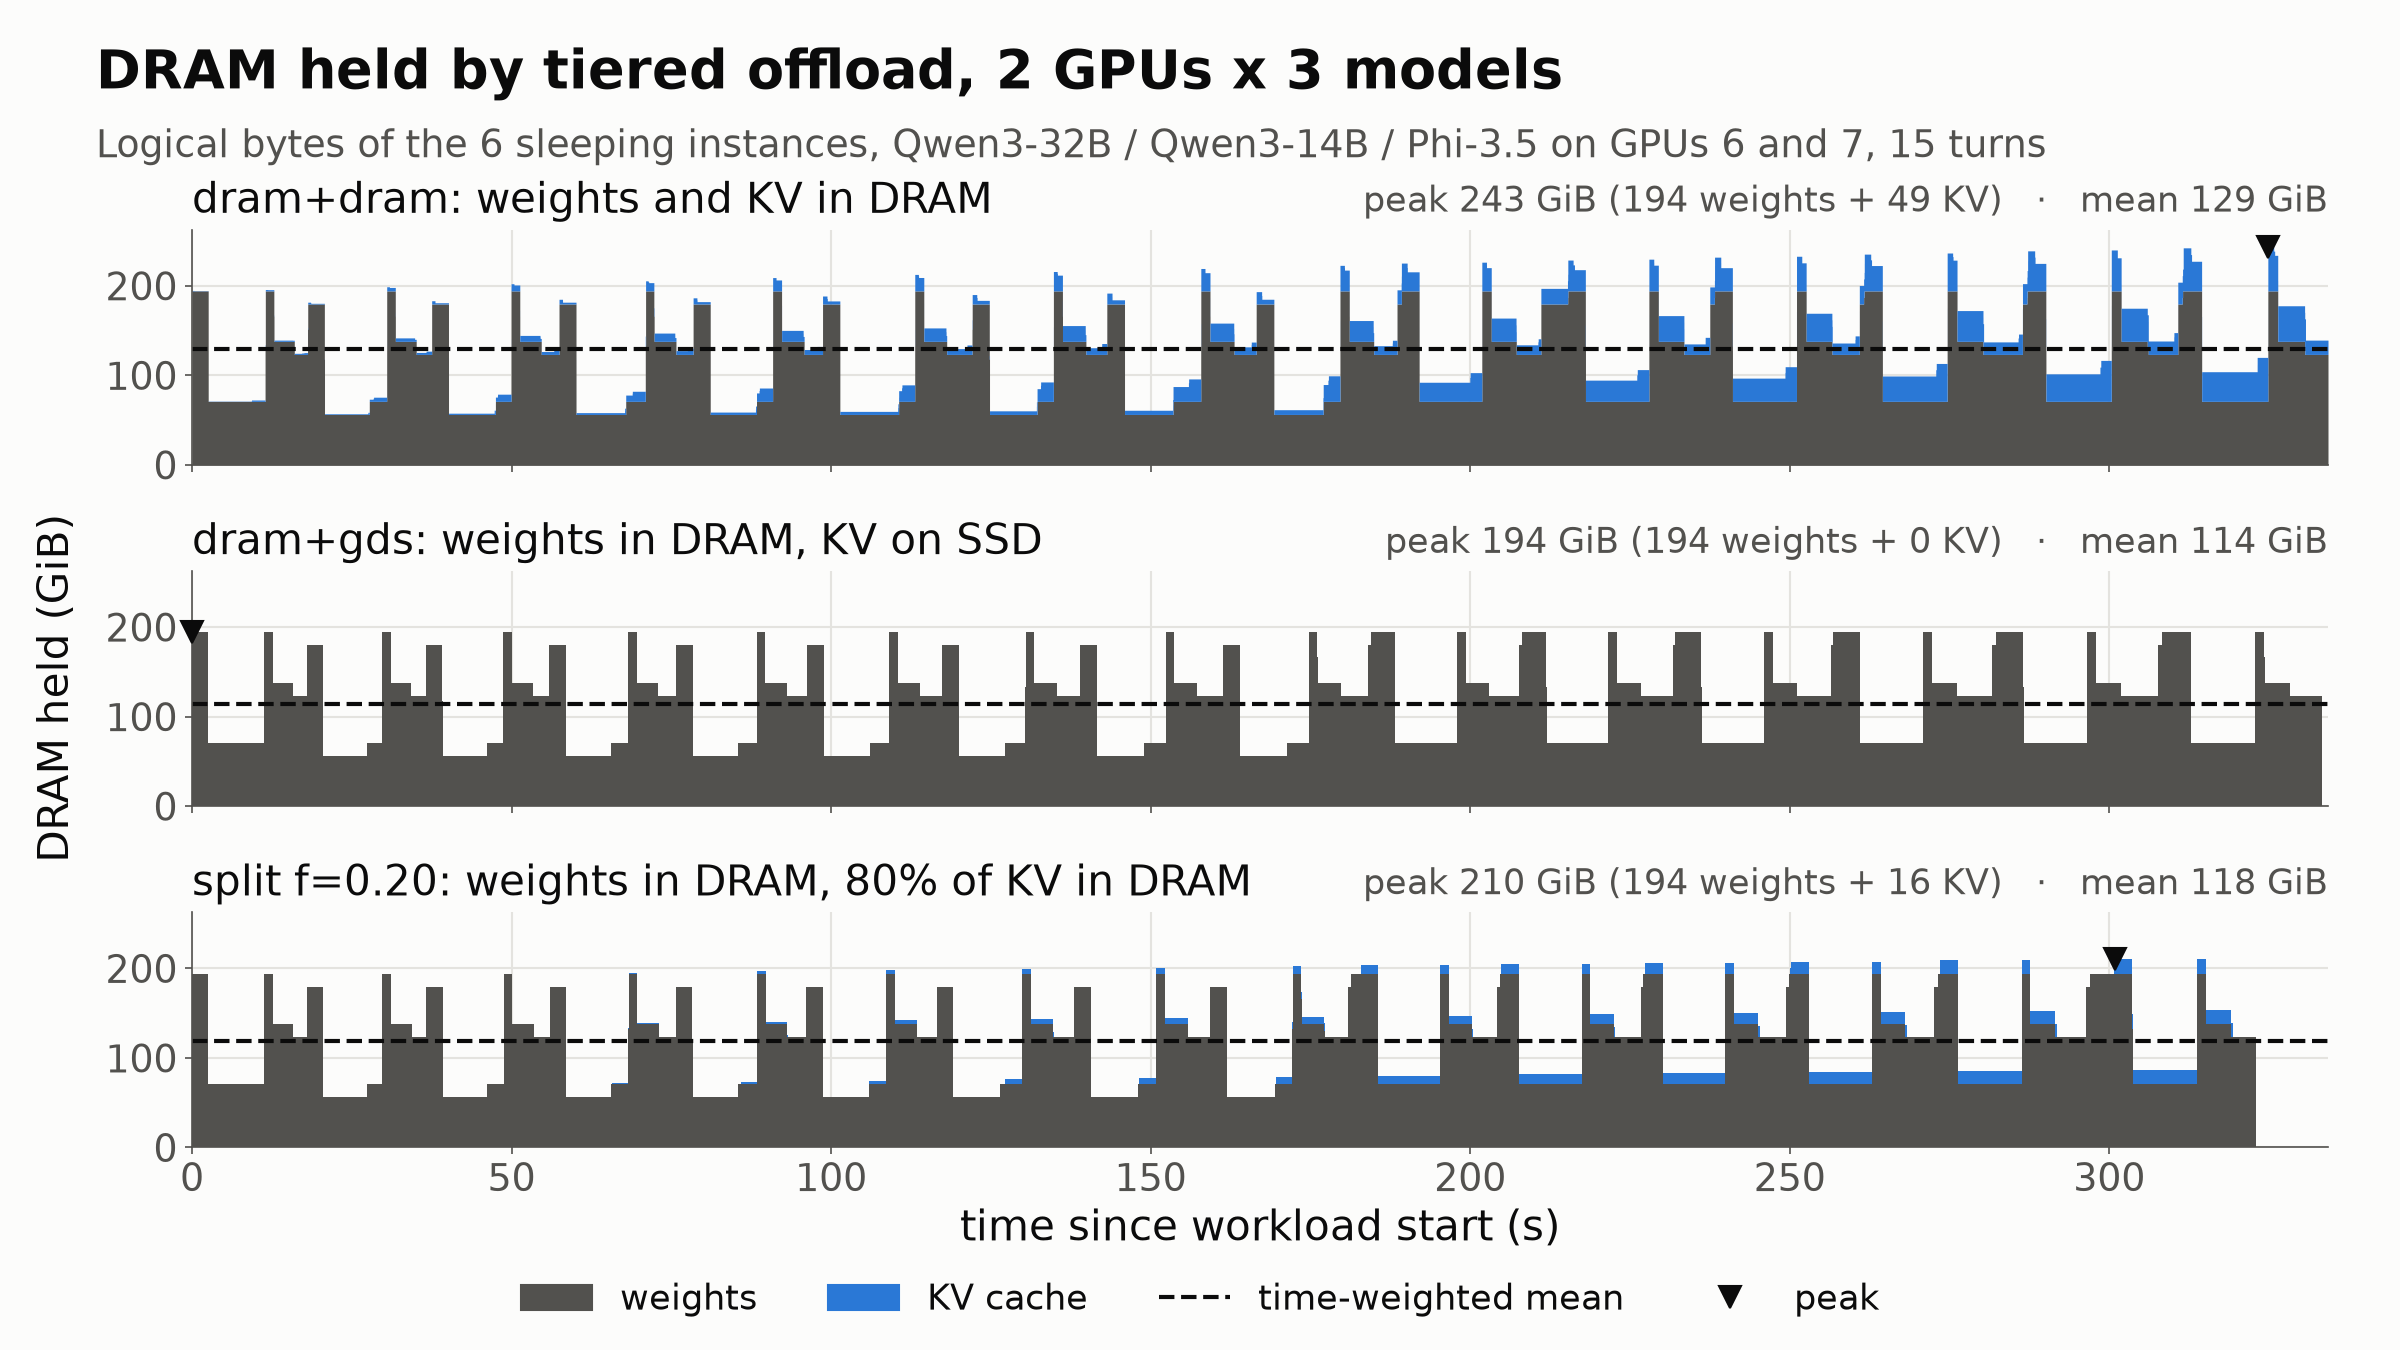 DRAM held by tiered offload, 2 GPUs x 3 models
Logical bytes of the 6 sleeping instances, Qwen3-32B / Qwen3-14B / Phi-3.5 on GPUs 6 and 7, 15 turns
dram+dram: weights and KV in DRAM
peak 243 GiB (194 weights + 49 KV) · mean 129 GiB
200
100
0
DRAM held (GiB)
dram+gds: weights in DRAM, KV on SSD
peak 194 GiB (194 weights + 0 KV) · mean 114 GiB
200
100
0
split f=0.20: weights in DRAM, 80% of KV in DRAM
peak 210 GiB (194 weights + 16 KV) · mean 118 GiB
200
100
0
0 50 100 150 200 250 300
time since workload start (s)
weights KV cache time-weighted mean peak